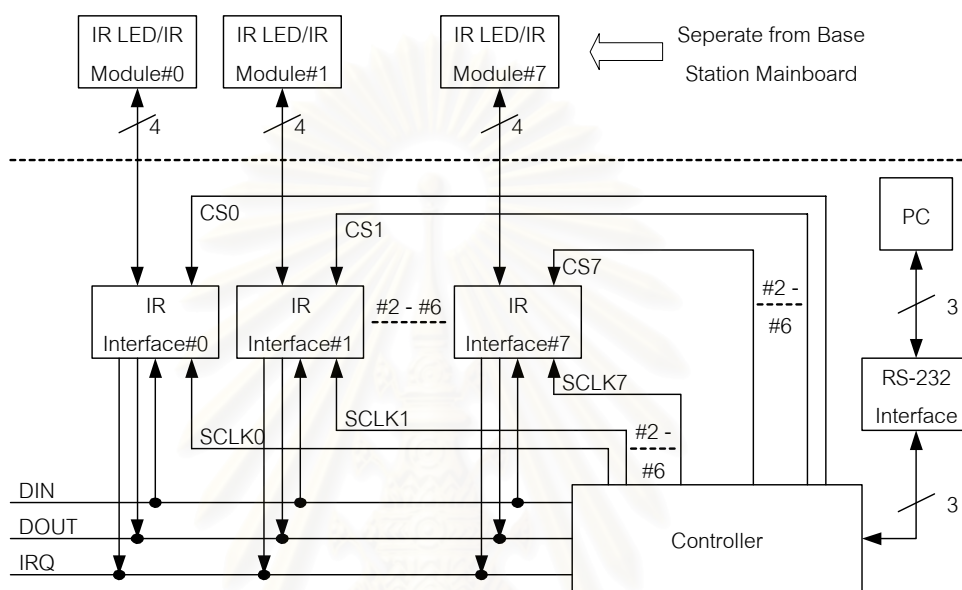 IR LED/IR
Module#0
IR LED/IR
Module#1
IR LED/IR
Module#7
Seperate from Base
Station Mainboard
4
4
4
CS0
CS1
CS7
PC
IR
Interface#0
IR
Interface#1
#2 - #6
IR
Interface#7
#2 -
#6
3
SCLK0
SCLK1
SCLK7
#2 -
#6
RS-232
Interface
DIN
DOUT
IRQ
Controller
3